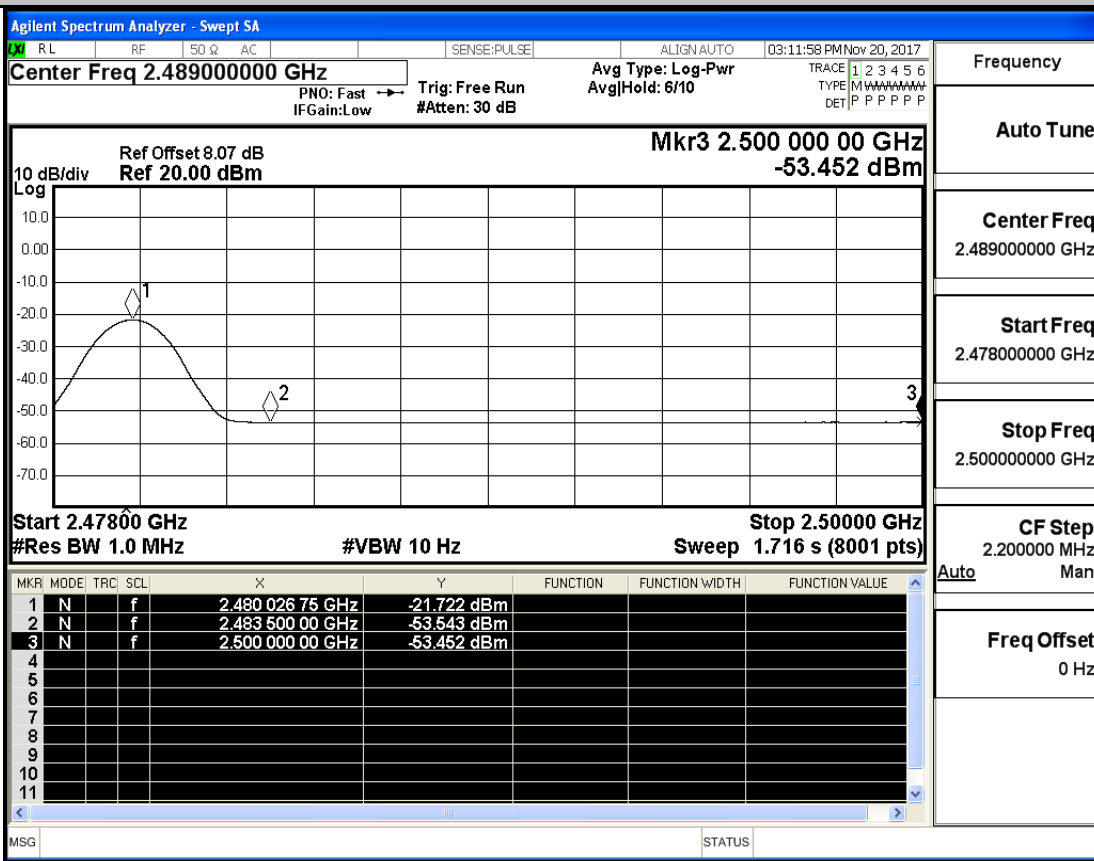 Agilent Spectrum Analyzer - Swept SA
LXI RL RF 50 Ω AC SENSE:PULSE ALIGN AUTO 03:11:58 PM Nov 20, 2017
Center Freq 2.489000000 GHz
PNO: Fast
IFGain:Low
Trig: Free Run
#Atten: 30 dB
Avg Type: Log-Pwr
Avg|Hold: 6/10
TRACE 1 2 3 4 5 6
TYPE M WWWWW
DET P P P P P P
Mkr3 2.500 000 00 GHz
-53.452 dBm
Ref Offset 8.07 dB
10 dB/div Ref 20.00 dBm
Log
10.0
0.00
-10.0
-20.0
-30.0
-40.0
-50.0
-60.0
-70.0
1
2
3
Start 2.47800 GHz Stop 2.50000 GHz
#Res BW 1.0 MHz #VBW 10 Hz Sweep 1.716 s (8001 pts)
MKR MODE TRC SCL X Y FUNCTION FUNCTION WIDTH FUNCTION VALUE
1 N f 2.480 026 75 GHz -21.722 dBm
2 N f 2.483 500 00 GHz -53.543 dBm
3 N f 2.500 000 00 GHz -53.452 dBm
4
5
6
7
8
9
10
11
MSG STATUS
Frequency
Auto Tune
Center Freq
2.489000000 GHz
Start Freq
2.478000000 GHz
Stop Freq
2.500000000 GHz
CF Step
2.200000 MHz
Auto Man
Freq Offset
0 Hz